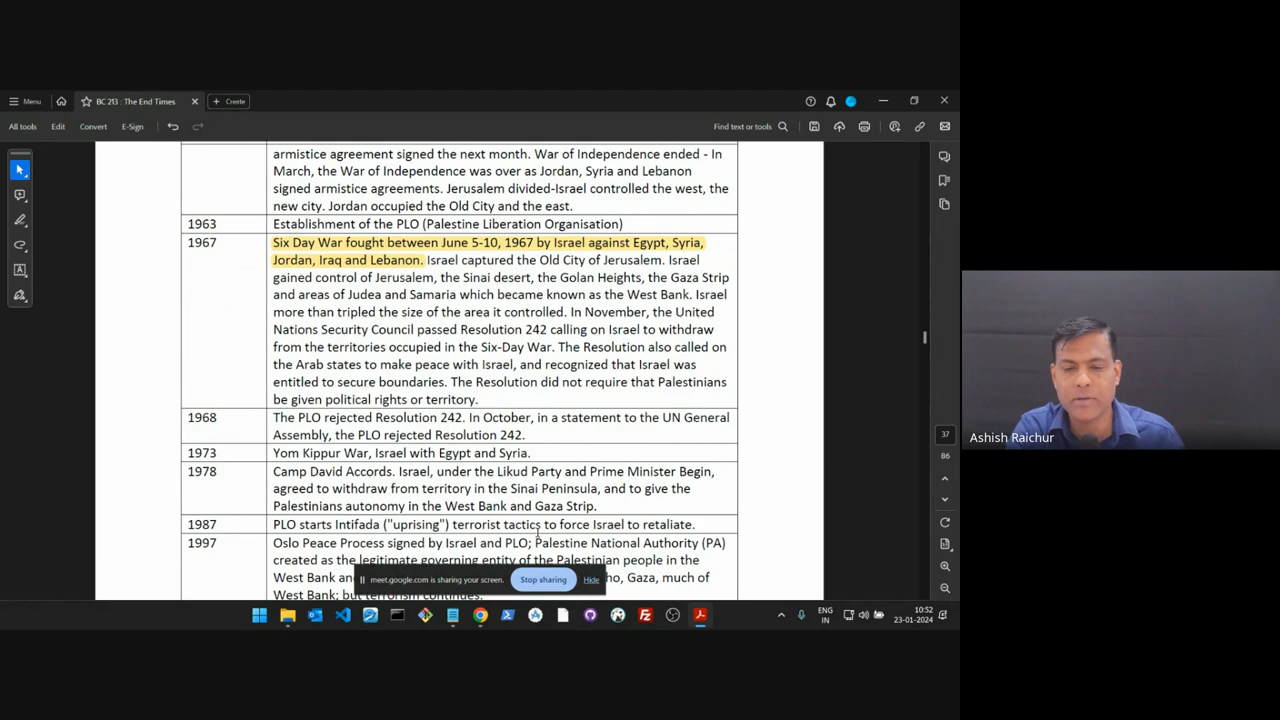 Menu
BC 213 : The End Times
Create
All tools
Edit
Convert
E-Sign
Find text or tools
armistice agreement signed the next month. War of Independence ended - In
March, the War of Independence was over as Jordan, Syria and Lebanon
signed armistice agreements. Jerusalem divided-Israel controlled the west, the
new city. Jordan occupied the Old City and the east.
1963
Establishment of the PLO (Palestine Liberation Organisation)
1967
Six Day War fought between June 5-10, 1967 by Israel against Egypt, Syria,
Jordan, Iraq and Lebanon. Israel captured the Old City of Jerusalem. Israel
gained control of Jerusalem, the Sinai desert, the Golan Heights, the Gaza Strip
and areas of Judea and Samaria which became known as the West Bank. Israel
more than tripled the size of the area it controlled. In November, the United
Nations Security Council passed Resolution 242 calling on Israel to withdraw
from the territories occupied in the Six-Day War. The Resolution also called on
the Arab states to make peace with Israel, and recognized that Israel was
entitled to secure boundaries. The Resolution did not require that Palestinians
be given political rights or territory.
1968
The PLO rejected Resolution 242. In October, in a statement to the UN General
Assembly, the PLO rejected Resolution 242.
1973
Yom Kippur War, Israel with Egypt and Syria.
1978
Camp David Accords. Israel, under the Likud Party and Prime Minister Begin,
agreed to withdraw from territory in the Sinai Peninsula, and to give the
Palestinians autonomy in the West Bank and Gaza Strip.
1987
PLO starts Intifada ("uprising") terrorist tactics to force Israel to retaliate.
1997
Oslo Peace Process signed by Israel and PLO; Palestine National Authority (PA)
created as the legitimate governing entity of the Palestinian people in the
West Bank and
ho, Gaza, much of
West Bank; but terrorism continues.
meet.google.com is sharing your screen.
Stop sharing
Hide
37
86
ENG
IN
10:52
23-01-2024
Ashish Raichur